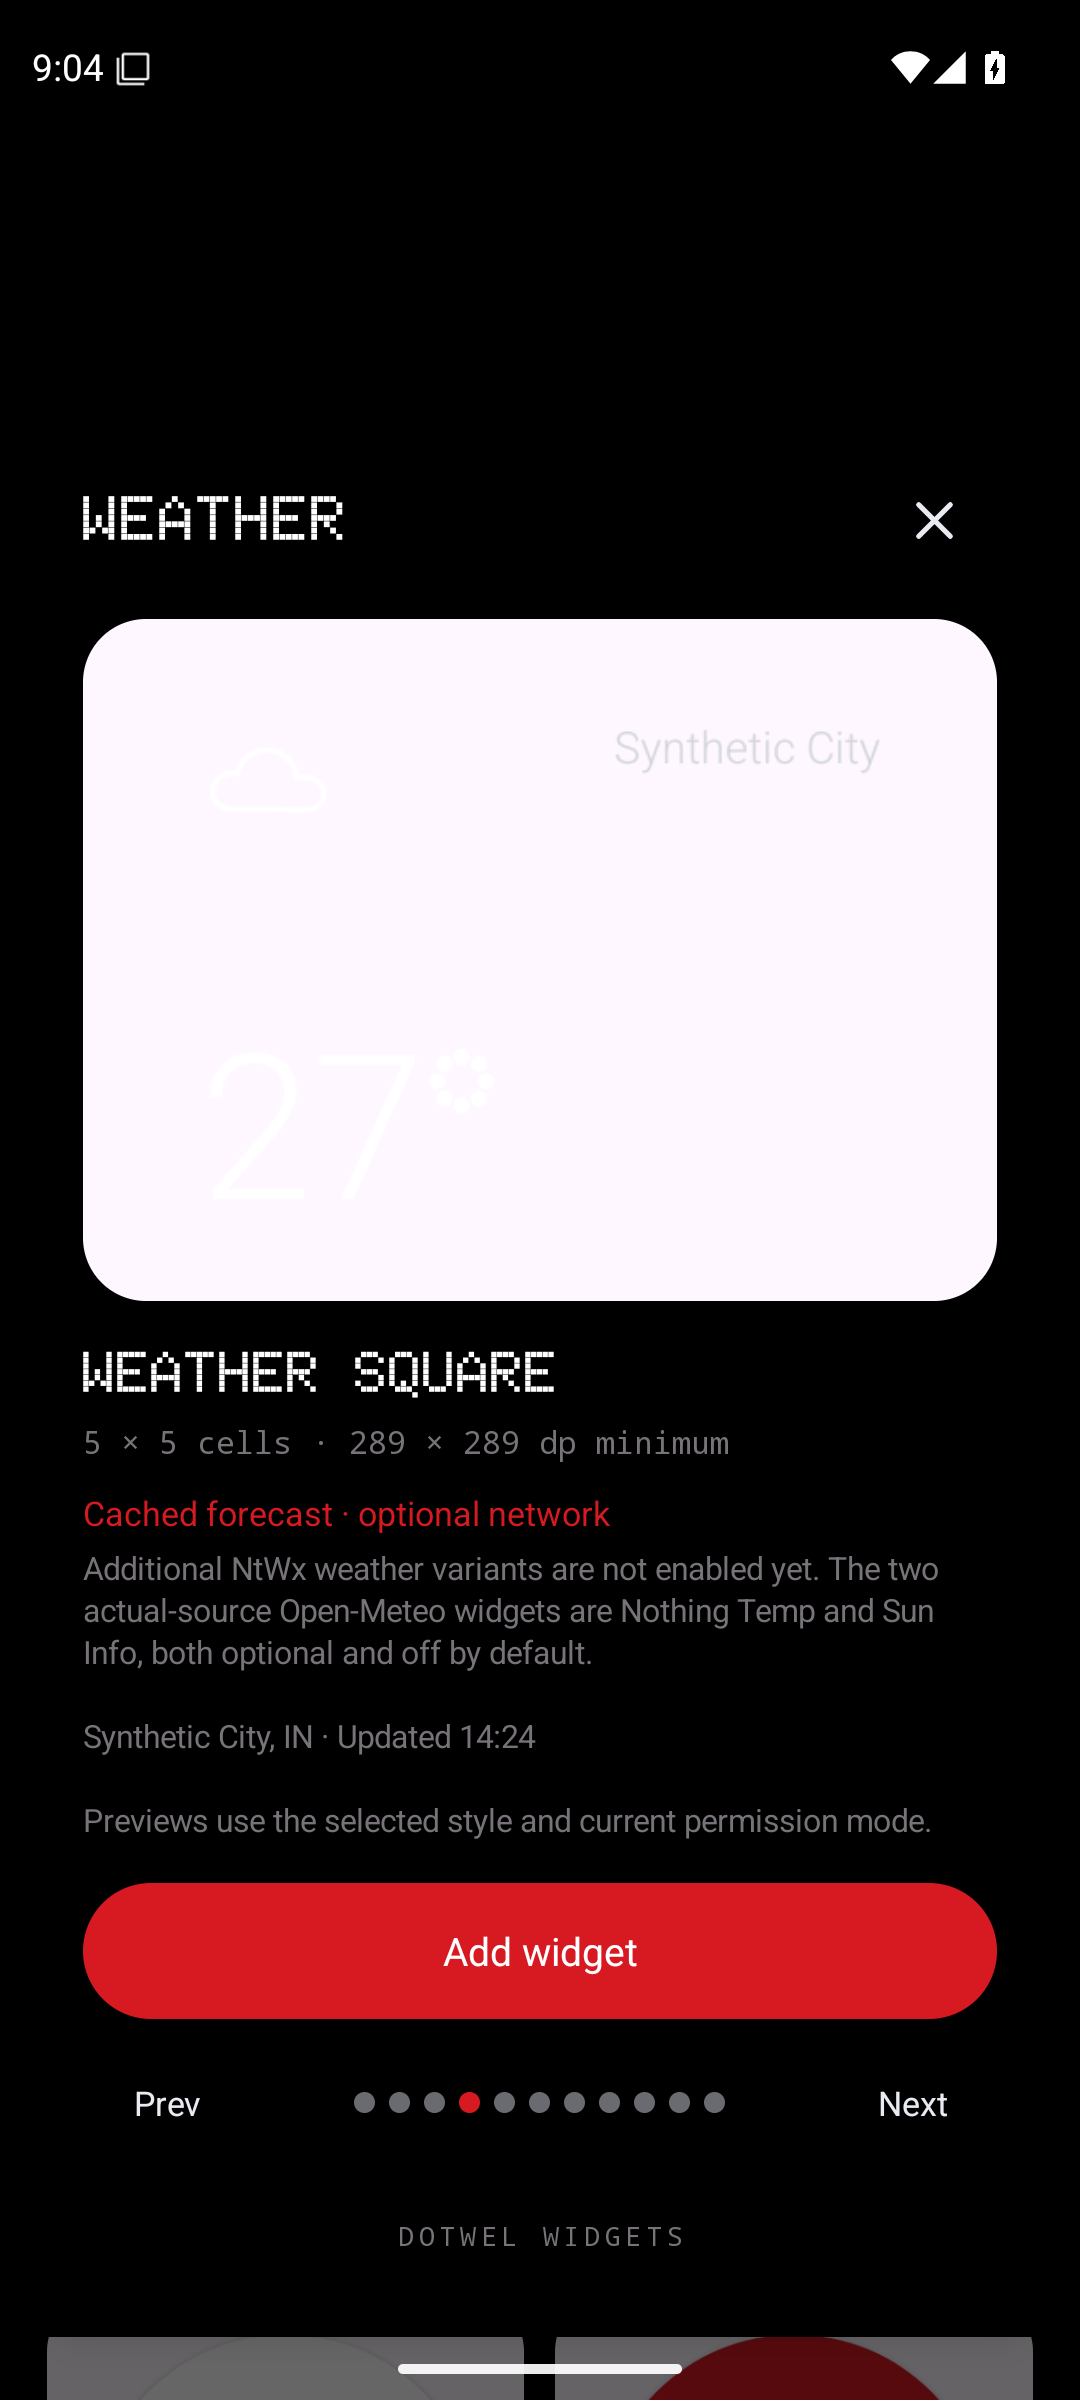 9:04
WEATHER
Synthetic City
27°
WEATHER SQUARE
5 × 5 cells · 289 × 289 dp minimum
Cached forecast · optional network
Additional NtWx weather variants are not enabled yet. The two
actual-source Open-Meteo widgets are Nothing Temp and Sun
Info, both optional and off by default.
Synthetic City, IN · Updated 14:24
Previews use the selected style and current permission mode.
Add widget
Prev
Next
DOTWEL WIDGETS